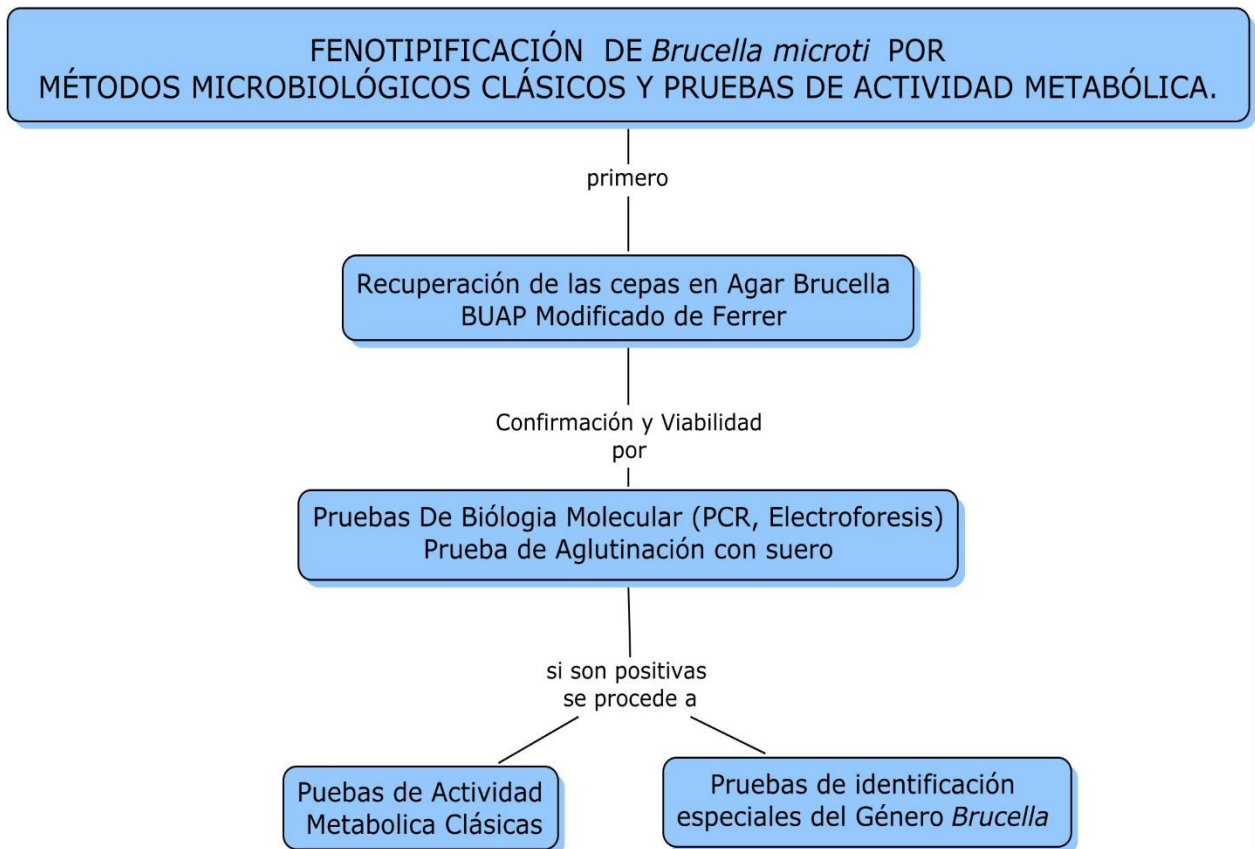 FENOTIPIFICACIÓN DE Brucella microti POR
MÉTODOS MICROBIOLÓGICOS CLÁSICOS Y PRUEBAS DE ACTIVIDAD METABÓLICA.
primero
Recuperación de las cepas en Agar Brucella
BUAP Modificado de Ferrer
Confirmación y Viabilidad
por
Pruebas De Biólogia Molecular (PCR, Electroforesis)
Prueba de Aglutinación con suero
si son positivas
se procede a
Puebas de Actividad
Metabolica Clásicas
Pruebas de identificación
especiales del Género Brucella